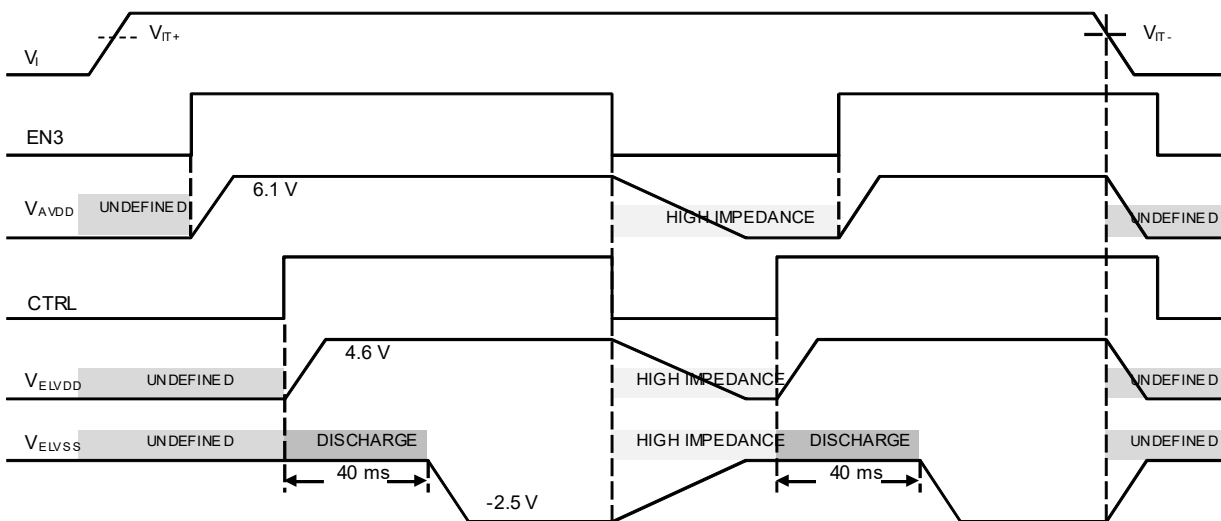 VIT+
VIT-
VI
EN3
6.1 V
VAVDD
UNDEFINED
HIGH IMPEDANCE
UNDEFINED
CTRL
4.6 V
VELVDD
UNDEFINED
HIGH IMPEDANCE
UNDEFINED
VELVSS
UNDEFINED
DISCHARGE
HIGH IMPEDANCE
DISCHARGE
UNDEFINED
40 ms
40 ms
-2.5 V